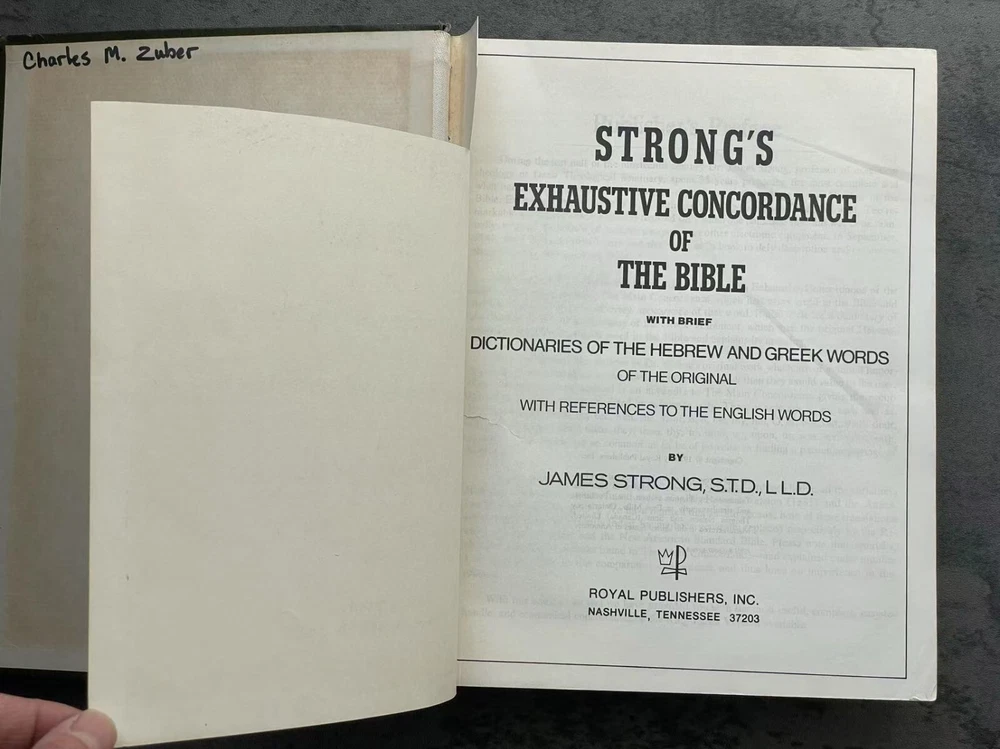 Charles M. Zuber
STRONG'S
EXHAUSTIVE CONCORDANCE
OF
THE BIBLE
WITH BRIEF
DICTIONARIES OF THE HEBREW AND GREEK WORDS
OF THE ORIGINAL
WITH REFERENCES TO THE ENGLISH WORDS
BY
JAMES STRONG, S.T.D., L L.D.
ROYAL PUBLISHERS, INC.
NASHVILLE, TENNESSEE 37203